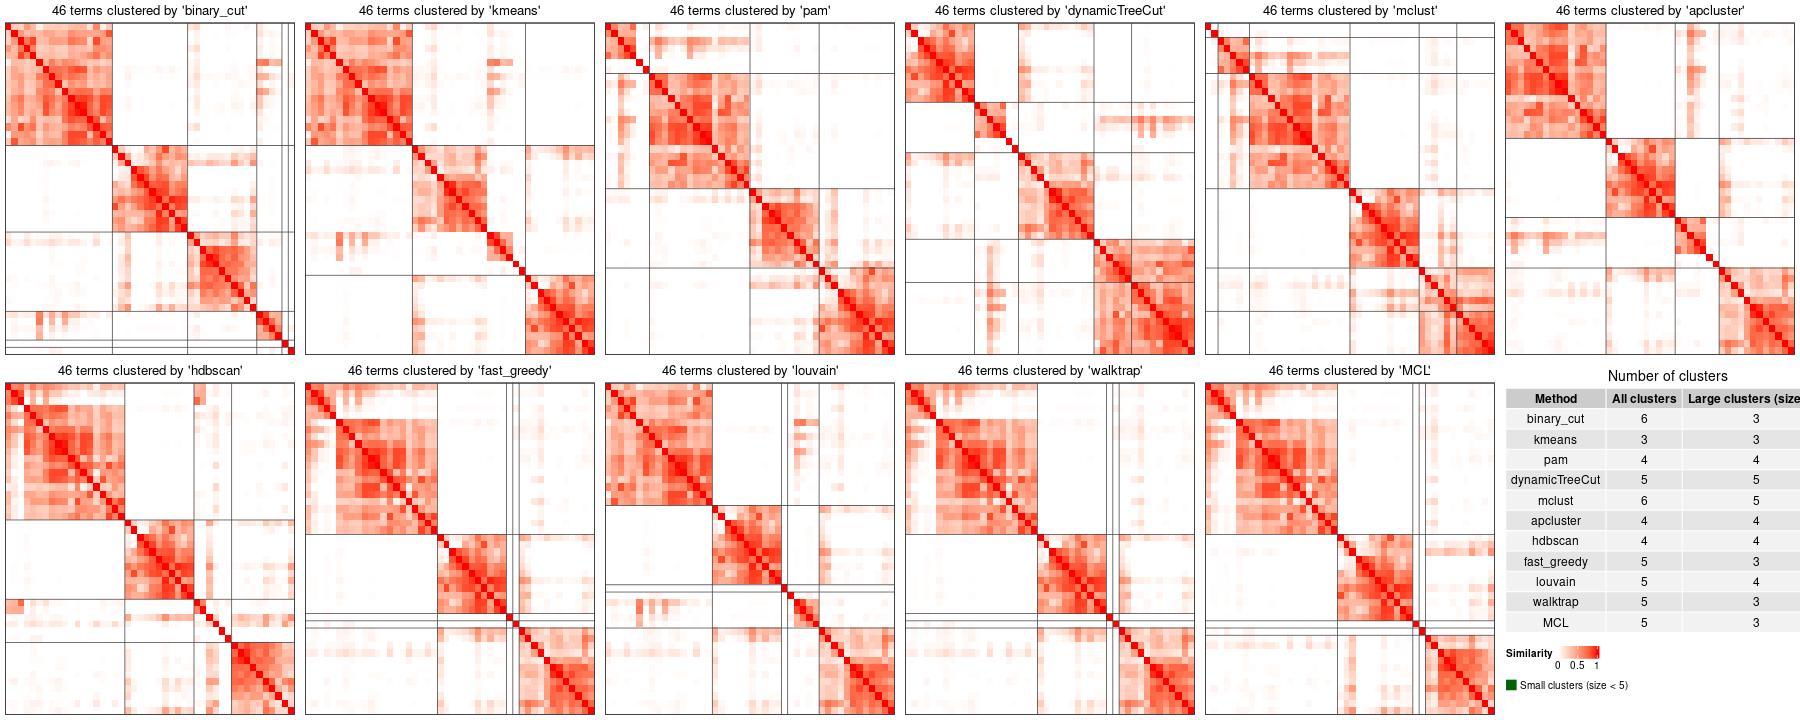 46 terms clustered by 'binary_cut'
46 terms clustered by 'kmeans'
46 terms clustered by 'pam'
46 terms clustered by 'dynamicTreeCut'
46 terms clustered by 'mclust'
46 terms clustered by 'apcluster'
46 terms clustered by 'hdbscan'
46 terms clustered by 'fast_greedy'
46 terms clustered by 'louvain'
46 terms clustered by 'walktrap'
46 terms clustered by 'MCL'
Number of clusters
Method All clusters Large clusters (size
binary_cut 6 3
kmeans 3 3
pam 4 4
dynamicTreeCut 5 5
mclust 6 5
apcluster 4 4
hdbscan 4 4
fast_greedy 5 3
louvain 5 4
walktrap 5 3
MCL 5 3
Similarity
0 0.5 1
Small clusters (size < 5)